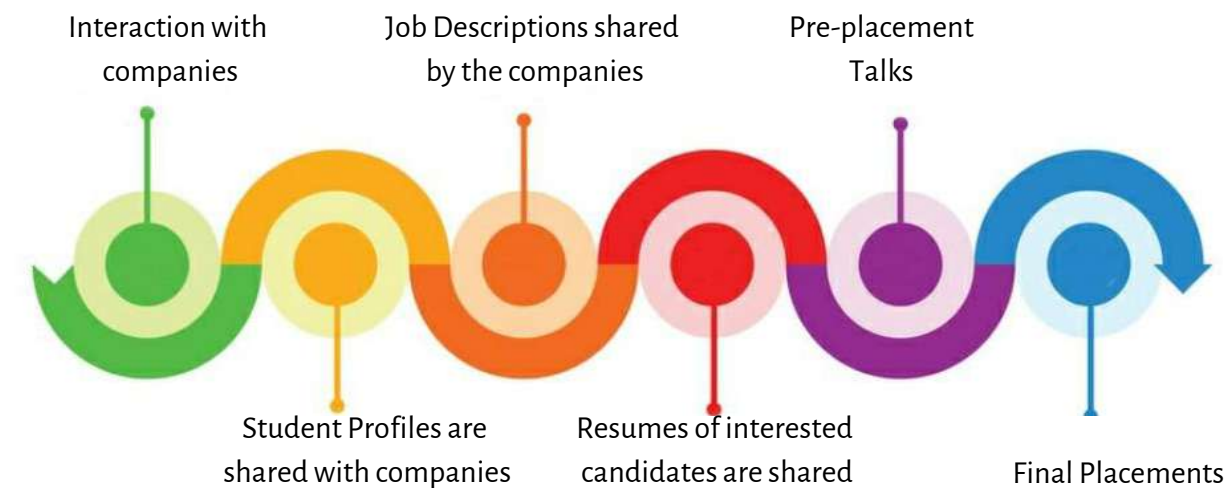 Interaction with
companies
Student Profiles are
shared with companies
Job Descriptions shared
by the companies
Resumes of interested
candidates are shared
Pre-placement
Talks
Final Placements